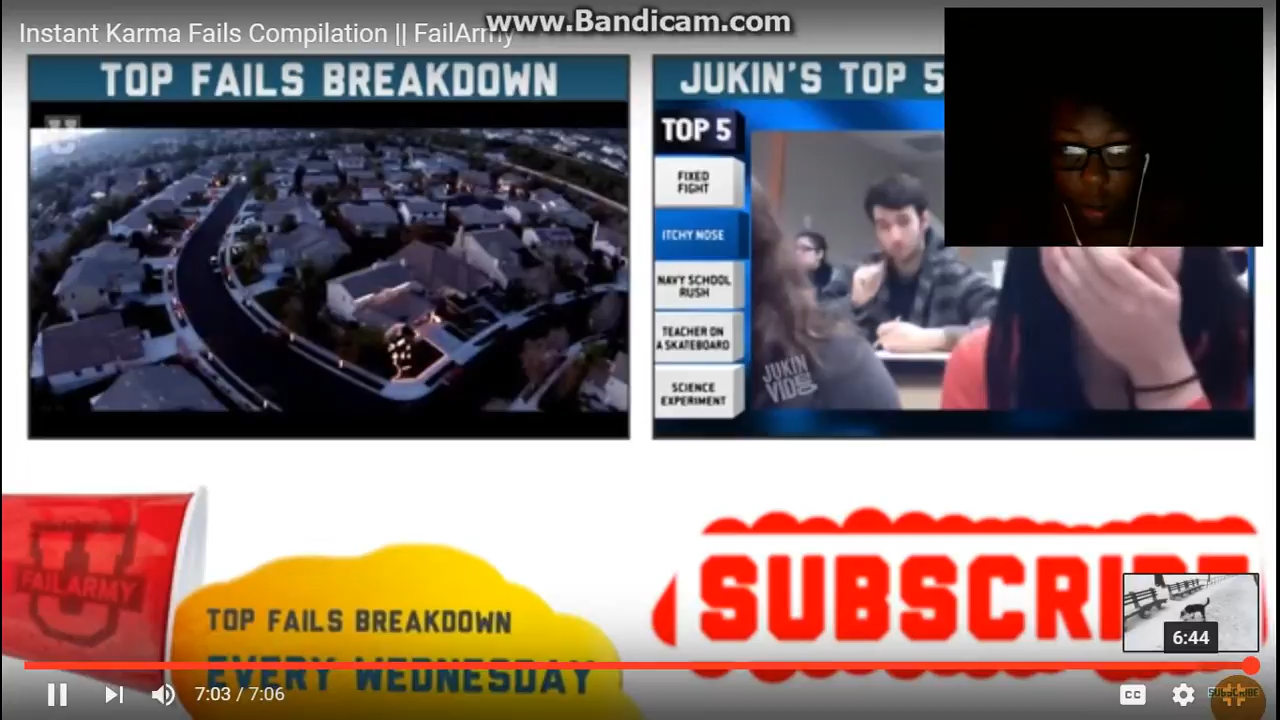 www.Bandicam.com
Instant Karma Fails Compilation || FailArmy
TOP FAILS BREAKDOWN
JUKIN'S TOP 5
TOP 5
FIXED
FIGHT
ITCHY NOSE
NAVY SCHOOL
RUSH
TEACHER ON
A SKATEBOARD
SCIENCE
EXPERIMENT
JUKIN
VIDEO
U
FAILARMY
TOP FAILS BREAKDOWN
EVERY WEDNESDAY
SUBSCRIBE
6:44
7:03 / 7:06
CC
SUBSCRIBE